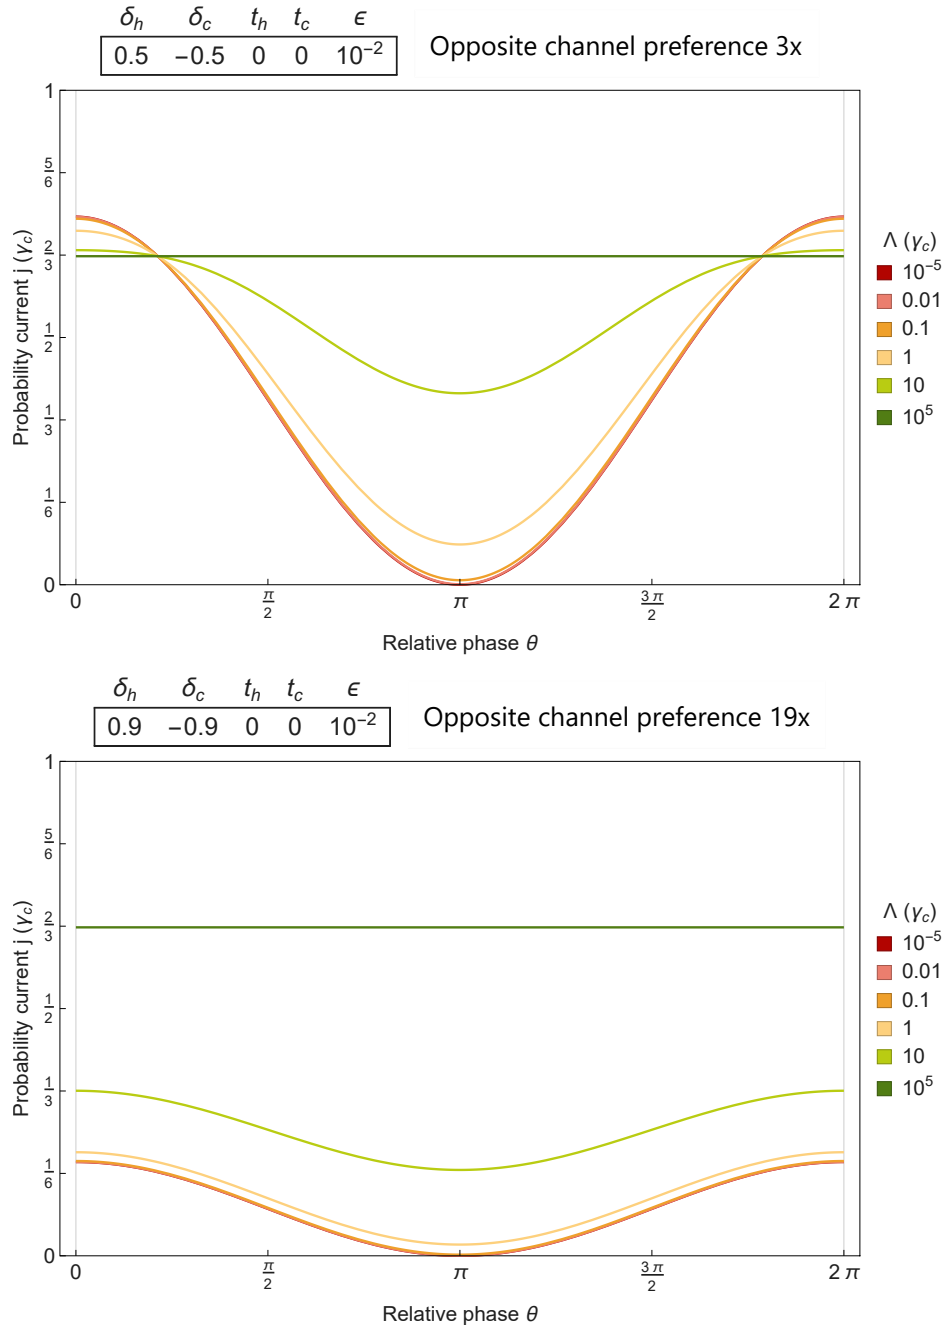 δh δc th tc ϵ
0.5 −0.5 0 0 10⁻²
Opposite channel preference 3x
1
5/6
2/3
1/2
1/3
1/6
0
Probability current j (γc)
0 π/2 π 3π/2 2π
Relative phase θ
Λ (γc)
10⁻⁵
0.01
0.1
1
10
10⁵
δh δc th tc ϵ
0.9 −0.9 0 0 10⁻²
Opposite channel preference 19x
1
5/6
2/3
1/2
1/3
1/6
0
Probability current j (γc)
0 π/2 π 3π/2 2π
Relative phase θ
Λ (γc)
10⁻⁵
0.01
0.1
1
10
10⁵